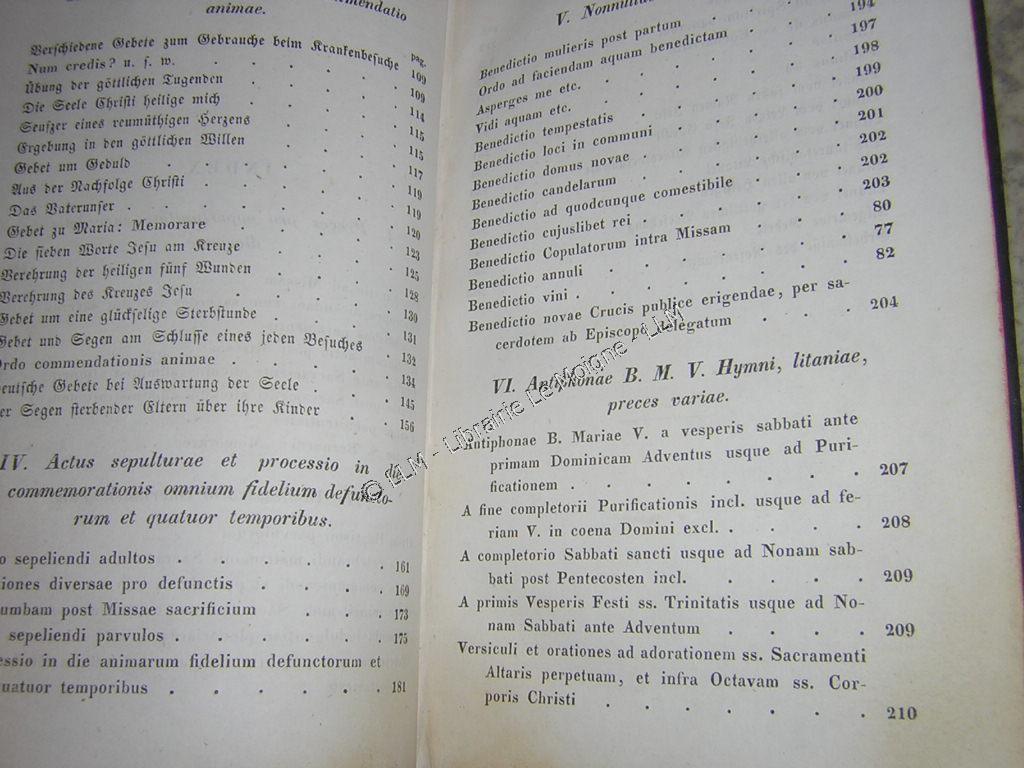 animae.
pag.
Verschiedene Gebete zum Gebrauche beim Krankenbesuche 109
Num credis? u. s. w. . . . . . 109
Übung der göttlichen Tugenden . . . . 114
Die Seele Christi heilige mich . . . . 115
Seufzer eines reumüthigen Herzens . . . . 115
Ergebung in den göttlichen Willen . . . . 117
Gebet um Geduld . . . . . 119
Aus der Nachfolge Christi . . . . . 119
Das Vaterunser . . . . . . 120
Gebet zu Maria: Memorare . . . . . 123
Die sieben Worte Jesu am Kreuze . . . . 125
Verehrung der heiligen fünf Wunden . . . . 128
Verehrung des Kreuzes Jesu . . . . 130
Gebet um eine glückselige Sterbstunde . . . . 131
Gebet und Segen am Schlusse eines jeden Besuches 132
Ordo commendationis animae . . . . . 134
Deutsche Gebete bei Auswartung der Seele . . . 145
Der Segen sterbender Eltern über ihre Kinder . . 156
IV. Actus sepulturae et processio in die
commemorationis omnium fidelium defuncto-
rum et quatuor temporibus.
sepeliendi adultos . . . . . . 161
diversae pro defunctis . . . . 169
post Missae sacrificium . . . 173
sepeliendi parvulos . . . . . . 175
in die animarum fidelium defunctorum et
quatuor temporibus . . . . . . 181
V. Nonnullae
Benedictio mulieris post partum . . . 194
Ordo ad faciendam aquam benedictam . . . 197
Asperges me etc. . . . . . 198
Vidi aquam etc. . . . . . 199
Benedictio tempestatis . . . . . 200
Benedictio loci in communi . . . . 201
Benedictio domus novae . . . . . 202
Benedictio candelarum . . . . . 202
Benedictio ad quodcunque comestibile . . . 203
Benedictio cujuslibet rei . . . . . 80
Benedictio Copulatorum intra Missam . . . 77
Benedictio annuli . . . . . . 82
Benedictio vini . . . . . .
Benedictio novae Crucis publice erigendae, per sa-
cerdotem ab Episcopo delegatum . . . 204
VI. Antiphonae B. M. V. Hymni, litaniae,
preces variae.
Antiphonae B. Mariae V. a vesperis sabbati ante
primam Dominicam Adventus usque ad Puri-
ficationem . . . . . . . 207
A fine completorii Purificationis incl. usque ad fe-
riam V. in coena Domini excl. . . . . 208
A completorio Sabbati sancti usque ad Nonam sab-
bati post Pentecosten incl. . . . . 209
A primis Vesperis Festi ss. Trinitatis usque ad No-
nam Sabbati ante Adventum . . . . 209
Versiculi et orationes ad adorationem ss. Sacramenti
Altaris perpetuam, et infra Octavam ss. Cor-
poris Christi . . . . . . . 210
© LLM - Librairie Le Moigne - LLM